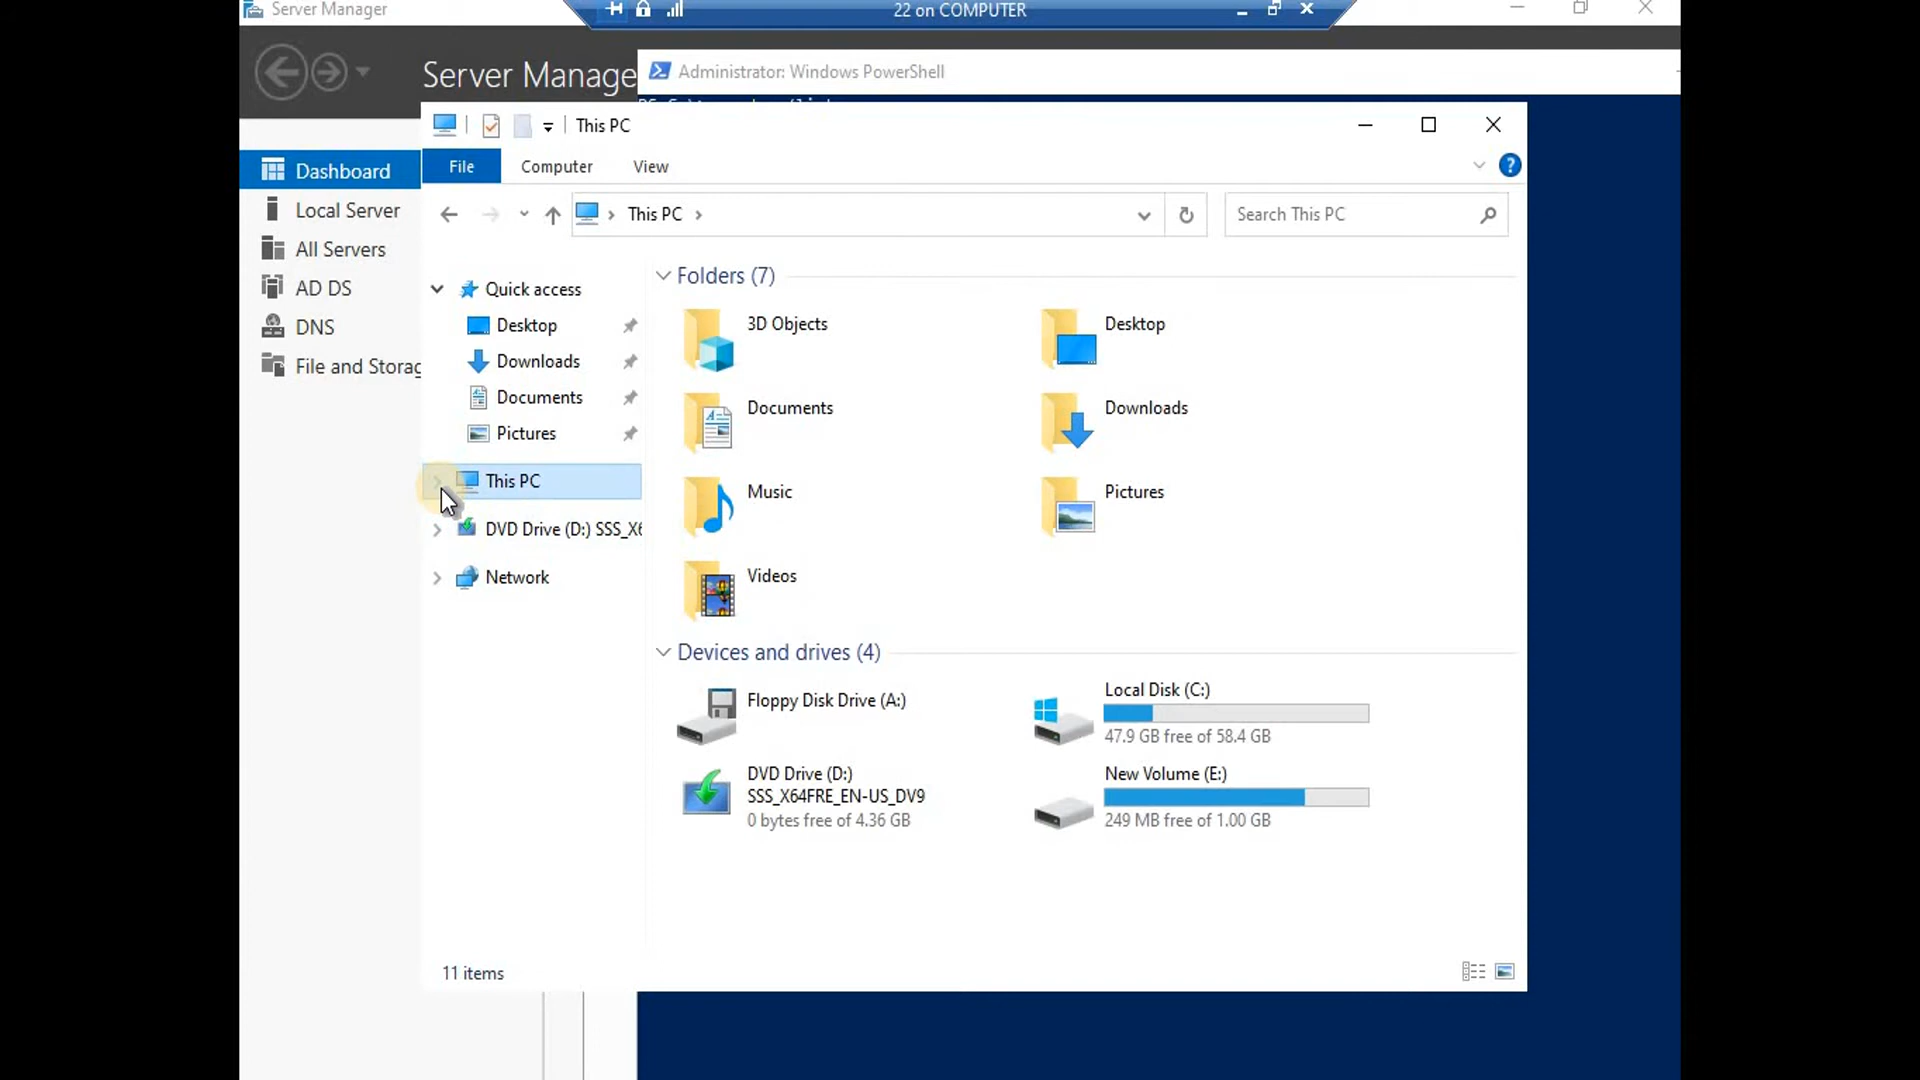 Server Manager
22 on COMPUTER
Server Manage
Administrator: Windows PowerShell
This PC
File
Computer
View
This PC
Search This PC
Dashboard
Local Server
All Servers
AD DS
DNS
File and Storag
Quick access
Desktop
Downloads
Documents
Pictures
This PC
DVD Drive (D:) SSS_X6
Network
Folders (7)
3D Objects
Desktop
Documents
Downloads
Music
Pictures
Videos
Devices and drives (4)
Floppy Disk Drive (A:)
Local Disk (C:)
47.9 GB free of 58.4 GB
DVD Drive (D:)
SSS_X64FRE_EN-US_DV9
0 bytes free of 4.36 GB
New Volume (E:)
249 MB free of 1.00 GB
11 items